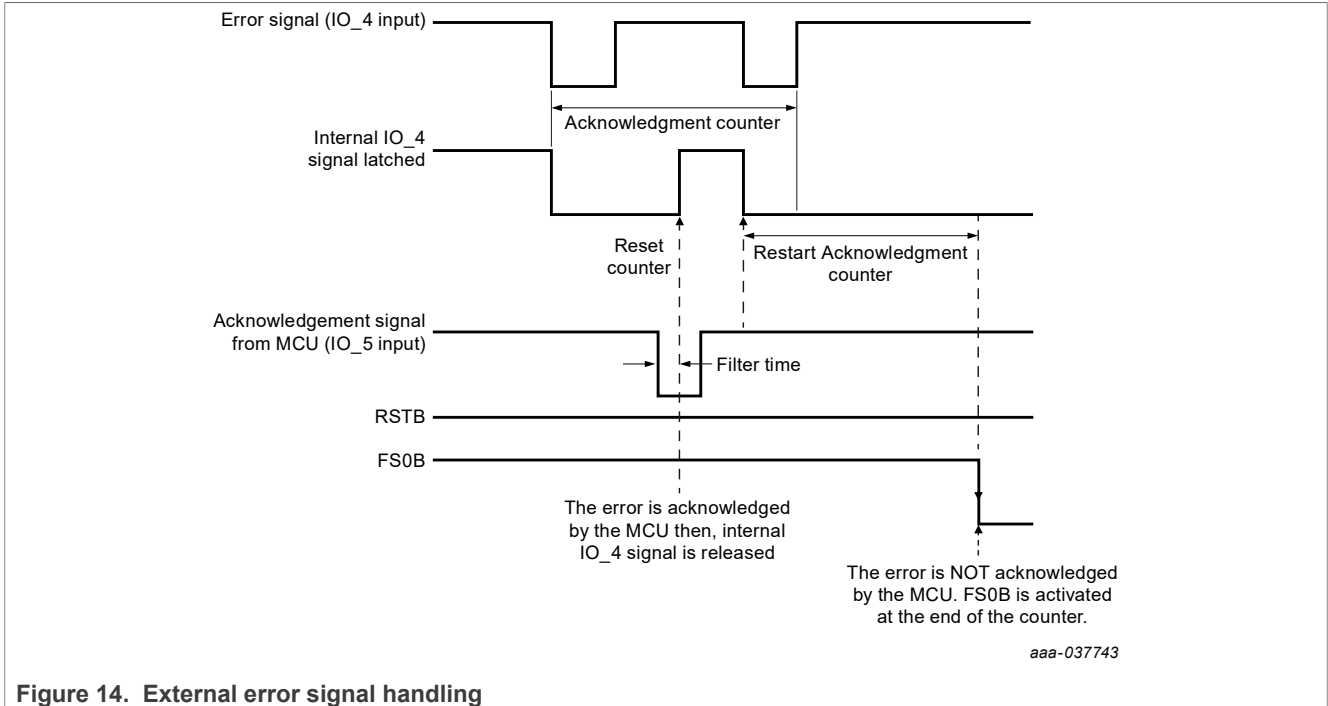 Error signal (IO_4 input)
Acknowledgment counter
Internal IO_4
signal latched
Reset
counter
Restart Acknowledgment
counter
Acknowledgement signal
from MCU (IO_5 input)
Filter time
RSTB
FS0B
The error is acknowledged
by the MCU then, internal
IO_4 signal is released
The error is NOT acknowledged
by the MCU. FS0B is activated
at the end of the counter.
aaa-037743
Figure 14. External error signal handling